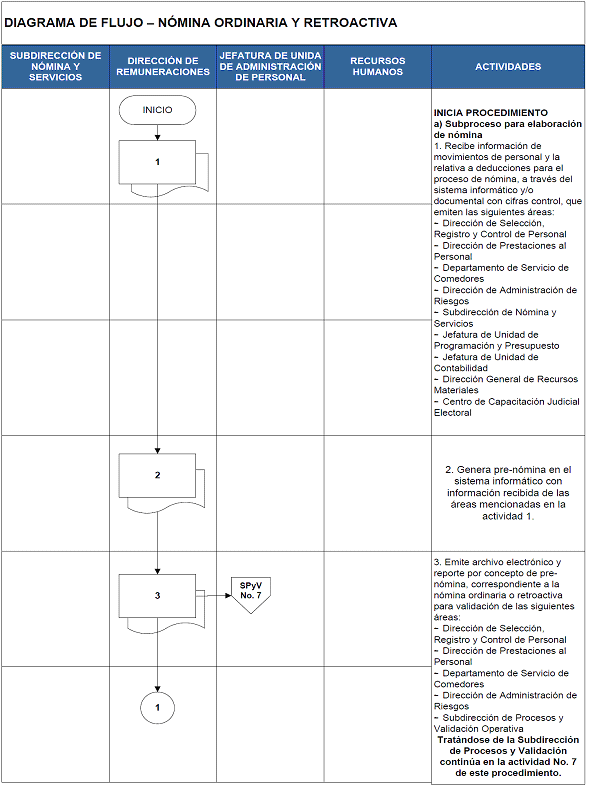 DIAGRAMA DE FLUJO – NÓMINA ORDINARIA Y RETROACTIVA
SUBDIRECCIÓN DE
NÓMINA Y
SERVICIOS
DIRECCIÓN DE
REMUNERACIONES
JEFATURA DE UNIDA
DE ADMINISTRACIÓN
DE PERSONAL
RECURSOS
HUMANOS
ACTIVIDADES
INICIO
1
INICIA PROCEDIMIENTO
a) Subproceso para elaboración
de nómina
1. Recibe información de
movimientos de personal y la
relativa a deducciones para el
proceso de nómina, a través del
sistema informático y/o
documental con cifras control, que
emiten las siguientes áreas:
~ Dirección de Selección,
Registro y Control de Personal
~ Dirección de Prestaciones al
Personal
~ Departamento de Servicio de
Comedores
~ Dirección de Administración de
Riesgos
~ Subdirección de Nómina y
Servicios
~ Jefatura de Unidad de
Programación y Presupuesto
~ Jefatura de Unidad de
Contabilidad
~ Dirección General de Recursos
Materiales
~ Centro de Capacitación Judicial
Electoral
2
2. Genera pre-nómina en el
sistema informático con
información recibida de las
áreas mencionadas en la
actividad 1.
3
SPyV
No. 7
3. Emite archivo electrónico y
reporte por concepto de pre-
nómina, correspondiente a la
nómina ordinaria o retroactiva
para validación de las siguientes
áreas:
~ Dirección de Selección,
Registro y Control de Personal
~ Dirección de Prestaciones al
Personal
~ Departamento de Servicio de
Comedores
~ Dirección de Administración de
Riesgos
~ Subdirección de Procesos y
Validación Operativa
Tratándose de la Subdirección
de Procesos y Validación
continúa en la actividad No. 7
de este procedimiento.
1